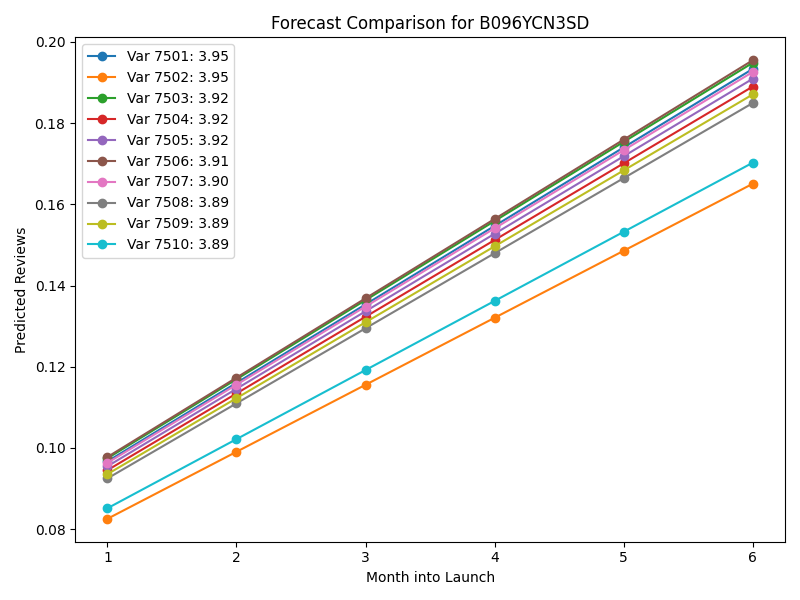 Forecast Comparison for B096YCN3SD
Predicted Reviews
0.20
0.18
0.16
0.14
0.12
0.10
0.08
Var 7501: 3.95
Var 7502: 3.95
Var 7503: 3.92
Var 7504: 3.92
Var 7505: 3.92
Var 7506: 3.91
Var 7507: 3.90
Var 7508: 3.89
Var 7509: 3.89
Var 7510: 3.89
1 2 3 4 5 6
Month into Launch